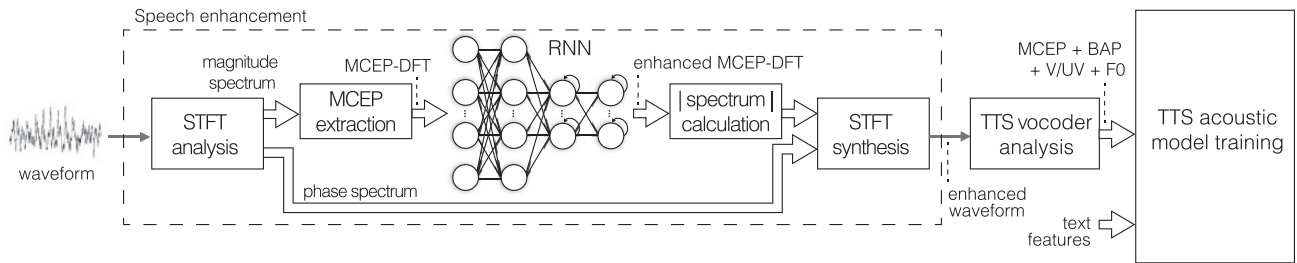 Speech enhancement
waveform
STFT
analysis
magnitude
spectrum
MCEP
extraction
MCEP-DFT
RNN
enhanced MCEP-DFT
| spectrum |
calculation
phase spectrum
STFT
synthesis
enhanced
waveform
TTS vocoder
analysis
MCEP + BAP
+ V/UV + F0
text
features
TTS acoustic
model training